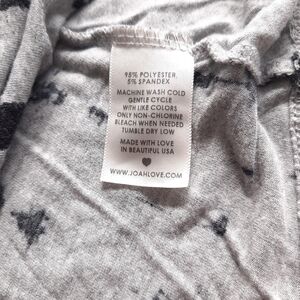 95% POLYESTER,
5% SPANDEX
MACHINE WASH COLD
GENTLE CYCLE
WITH LIKE COLORS
ONLY NON-CHLORINE
BLEACH WHEN NEEDED
TUMBLE DRY LOW
MADE WITH LOVE
IN BEAUTIFUL USA
WWW.JOAHLOVE.COM